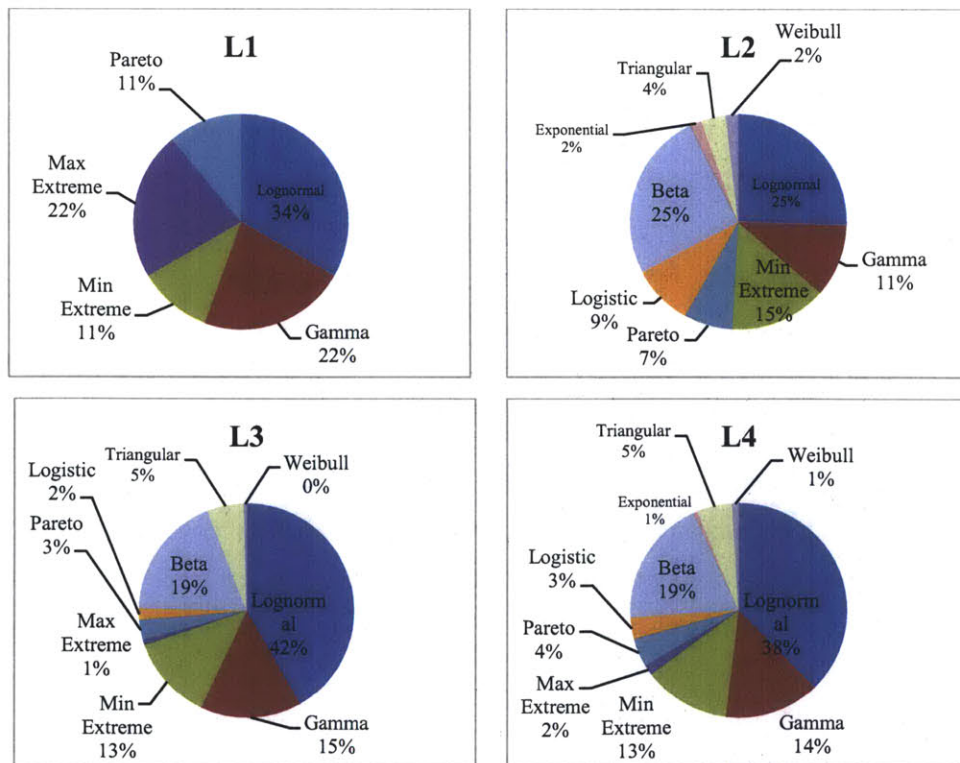 L1
Pareto
11%
Max
Extreme
22%
Lognormal
34%
Min
Extreme
11%
Gamma
22%
L2
Weibull
2%
Triangular
4%
Exponential
2%
Beta
25%
Lognormal
25%
Gamma
11%
Min
Extreme
15%
Logistic
9%
Pareto
7%
L3
Triangular
5%
Weibull
0%
Logistic
2%
Pareto
3%
Beta
19%
Lognorm
al
42%
Max
Extreme
1%
Min
Extreme
13%
Gamma
15%
L4
Triangular
5%
Weibull
1%
Exponential
1%
Logistic
3%
Beta
19%
Lognorm
al
38%
Pareto
4%
Max
Extreme
2%
Min
Extreme
13%
Gamma
14%